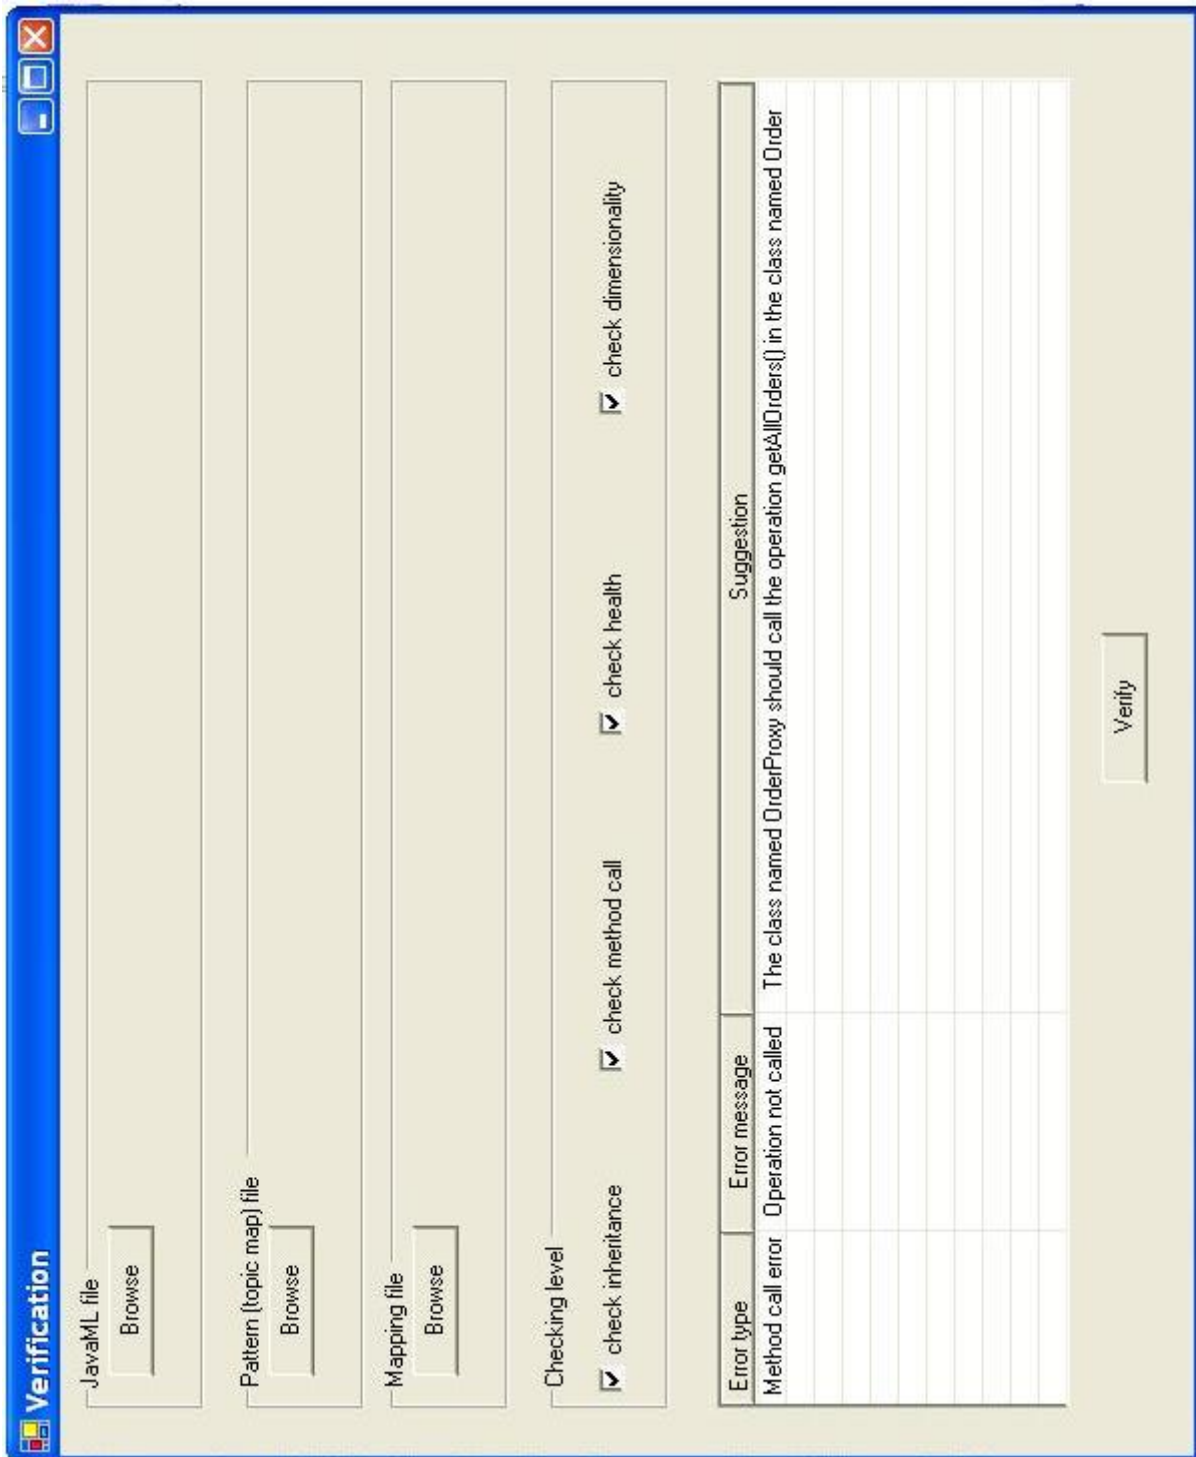 Verification
JavaML file
Browse
Pattern (topic map) file
Browse
Mapping file
Browse
Checking level
check inheritance
check method call
check health
check dimensionality
Error type Error message Suggestion
Method call error Operation not called The class named OrderProxy should call the operation getAllOrders() in the class named Order
Verify